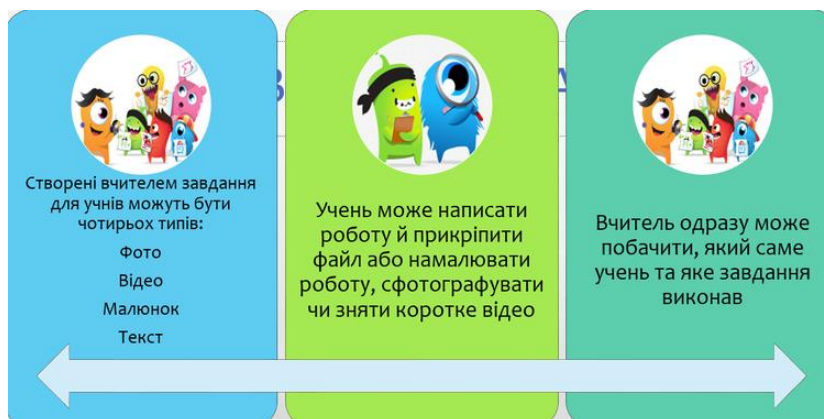 Створені вчителем завдання
для учнів можуть бути
чотирьох типів:
Фото
Відео
Малюнок
Текст
Учень може написати
роботу й прикріпити
файл або намалювати
роботу, сфотографувати
чи зняти коротке відео
Вчитель одразу може
побачити, який саме
учень та яке завдання
виконав